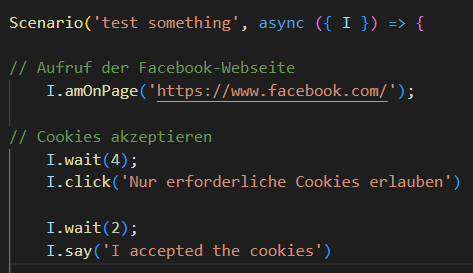 Scenario('test something', async ({ I }) => {
// Aufruf der Facebook-Webseite
I.amOnPage('https://www.facebook.com/');
// Cookies akzeptieren
I.wait(4);
I.click('Nur erforderliche Cookies erlauben')
I.wait(2);
I.say('I accepted the cookies')